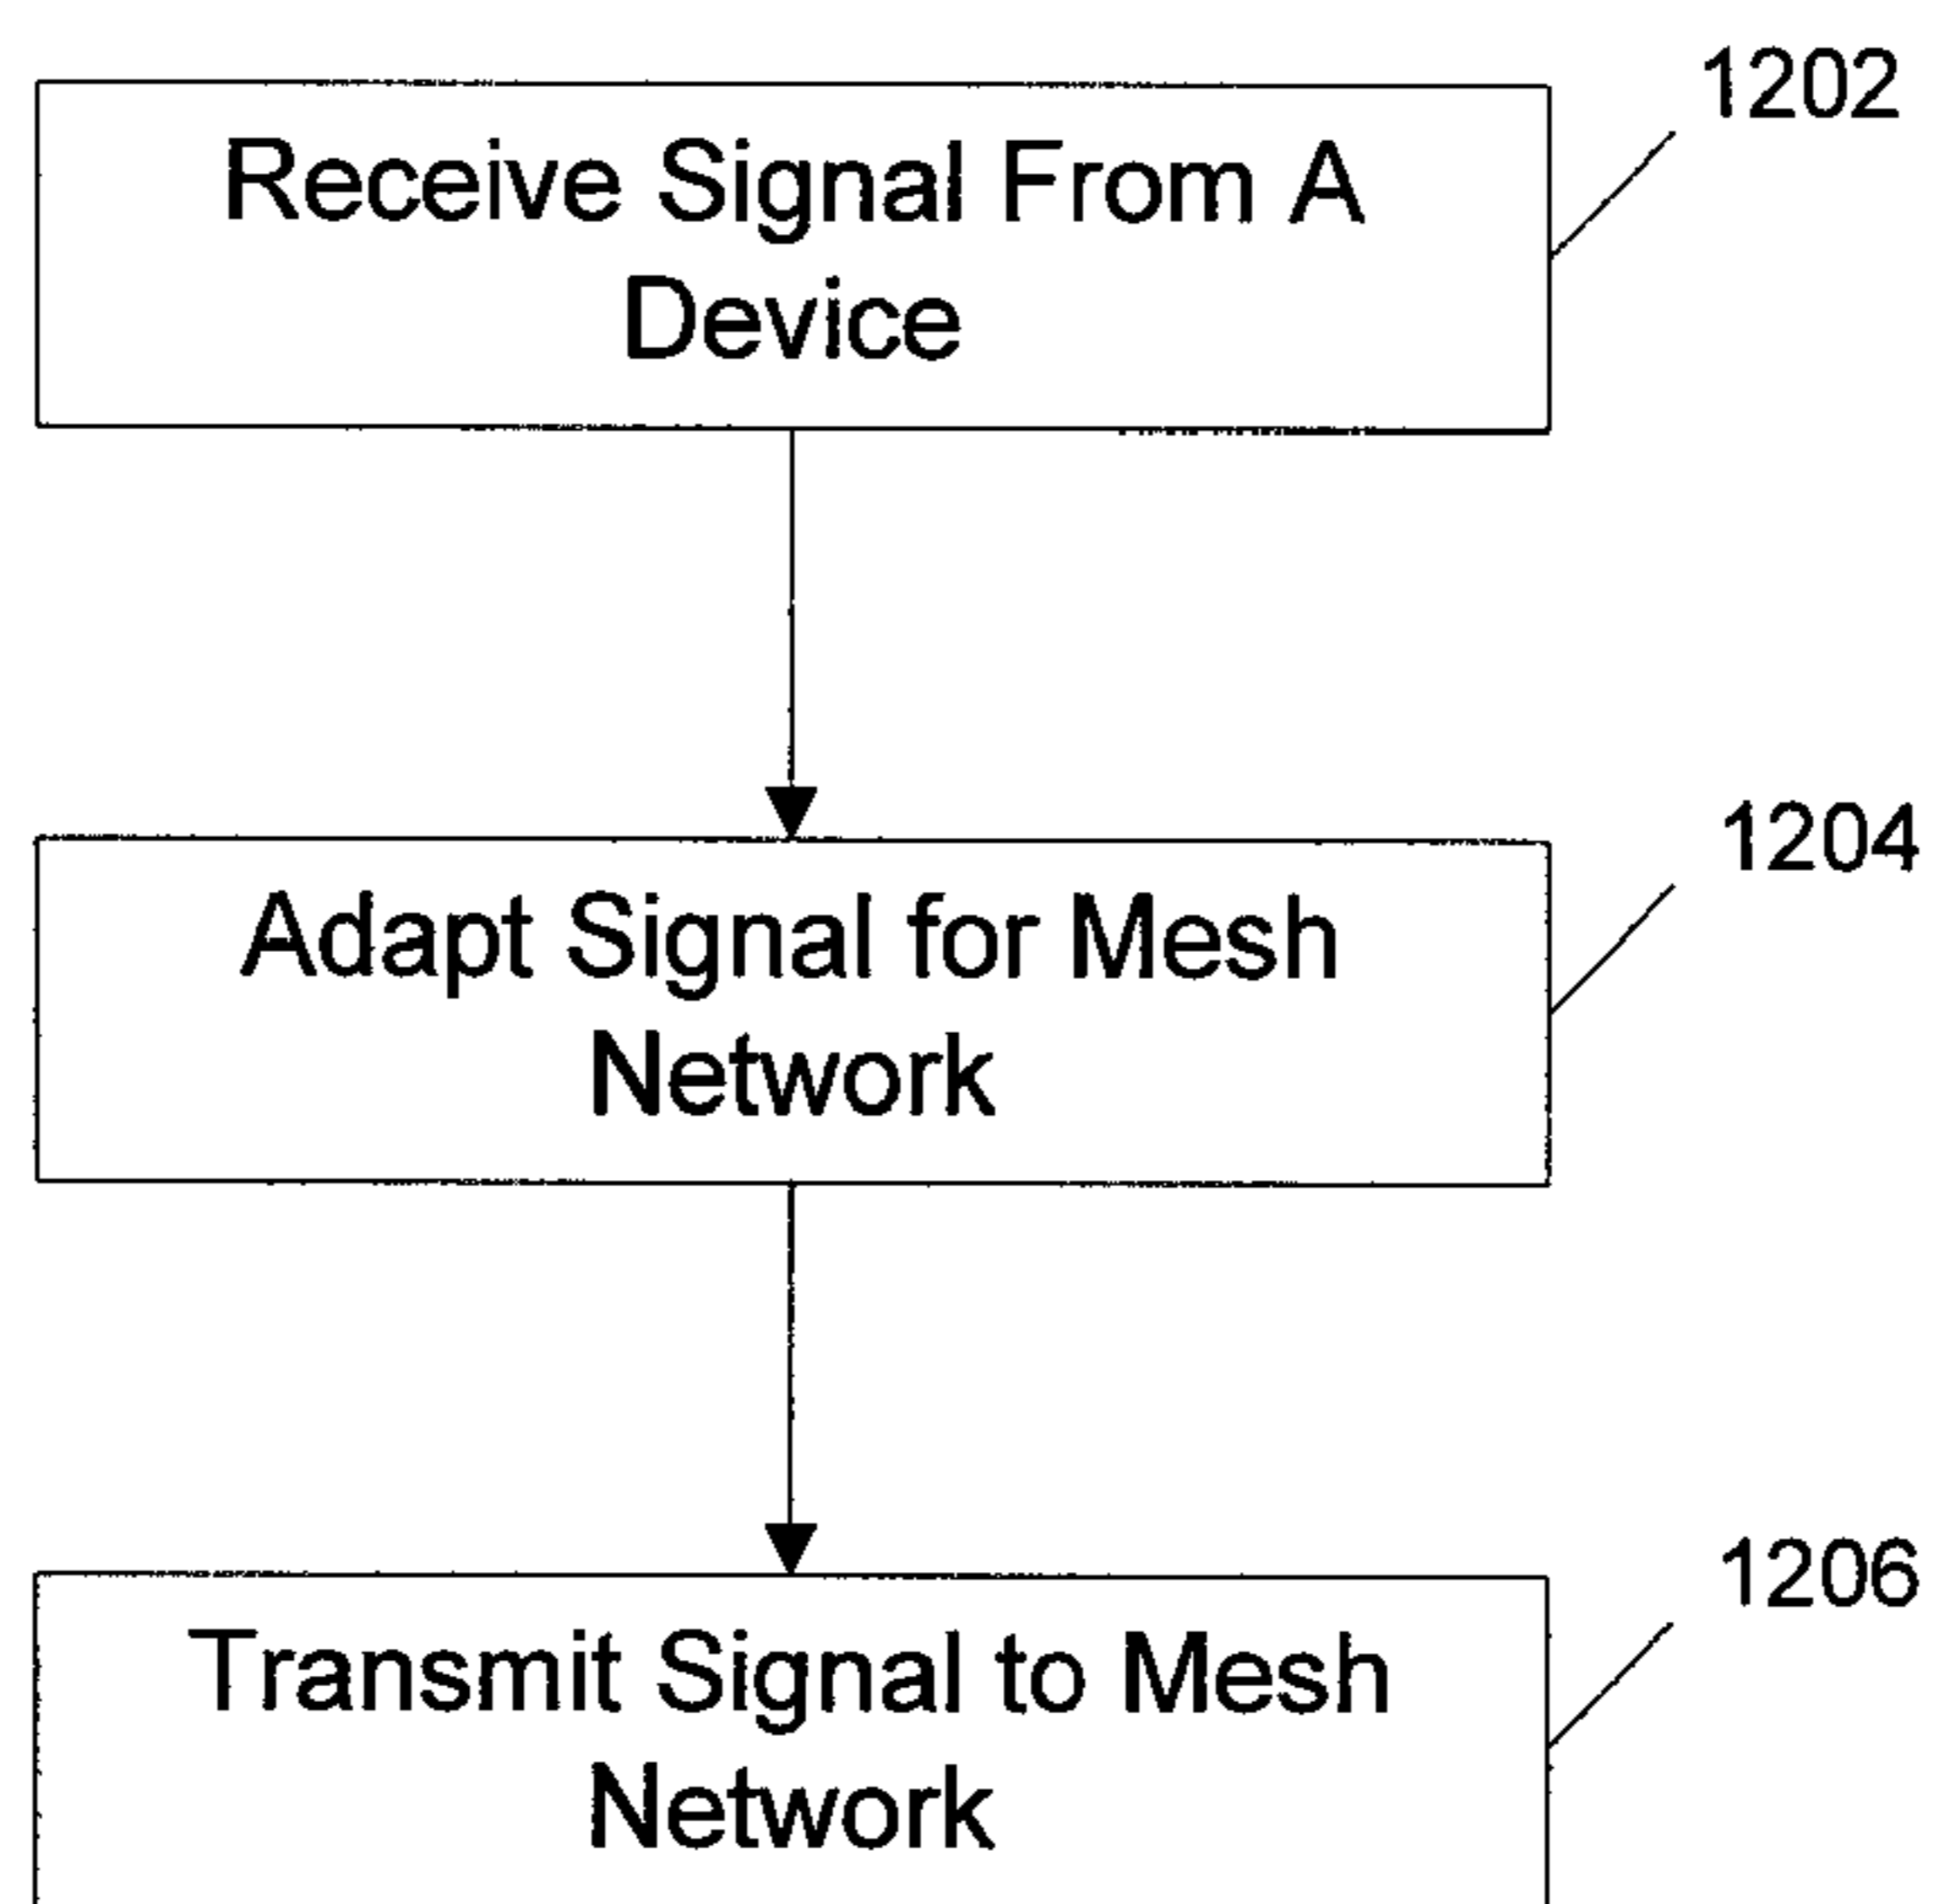 1202
Receive Signal From A
Device
1204
Adapt Signal for Mesh
Network
1206
Transmit Signal to Mesh
Network